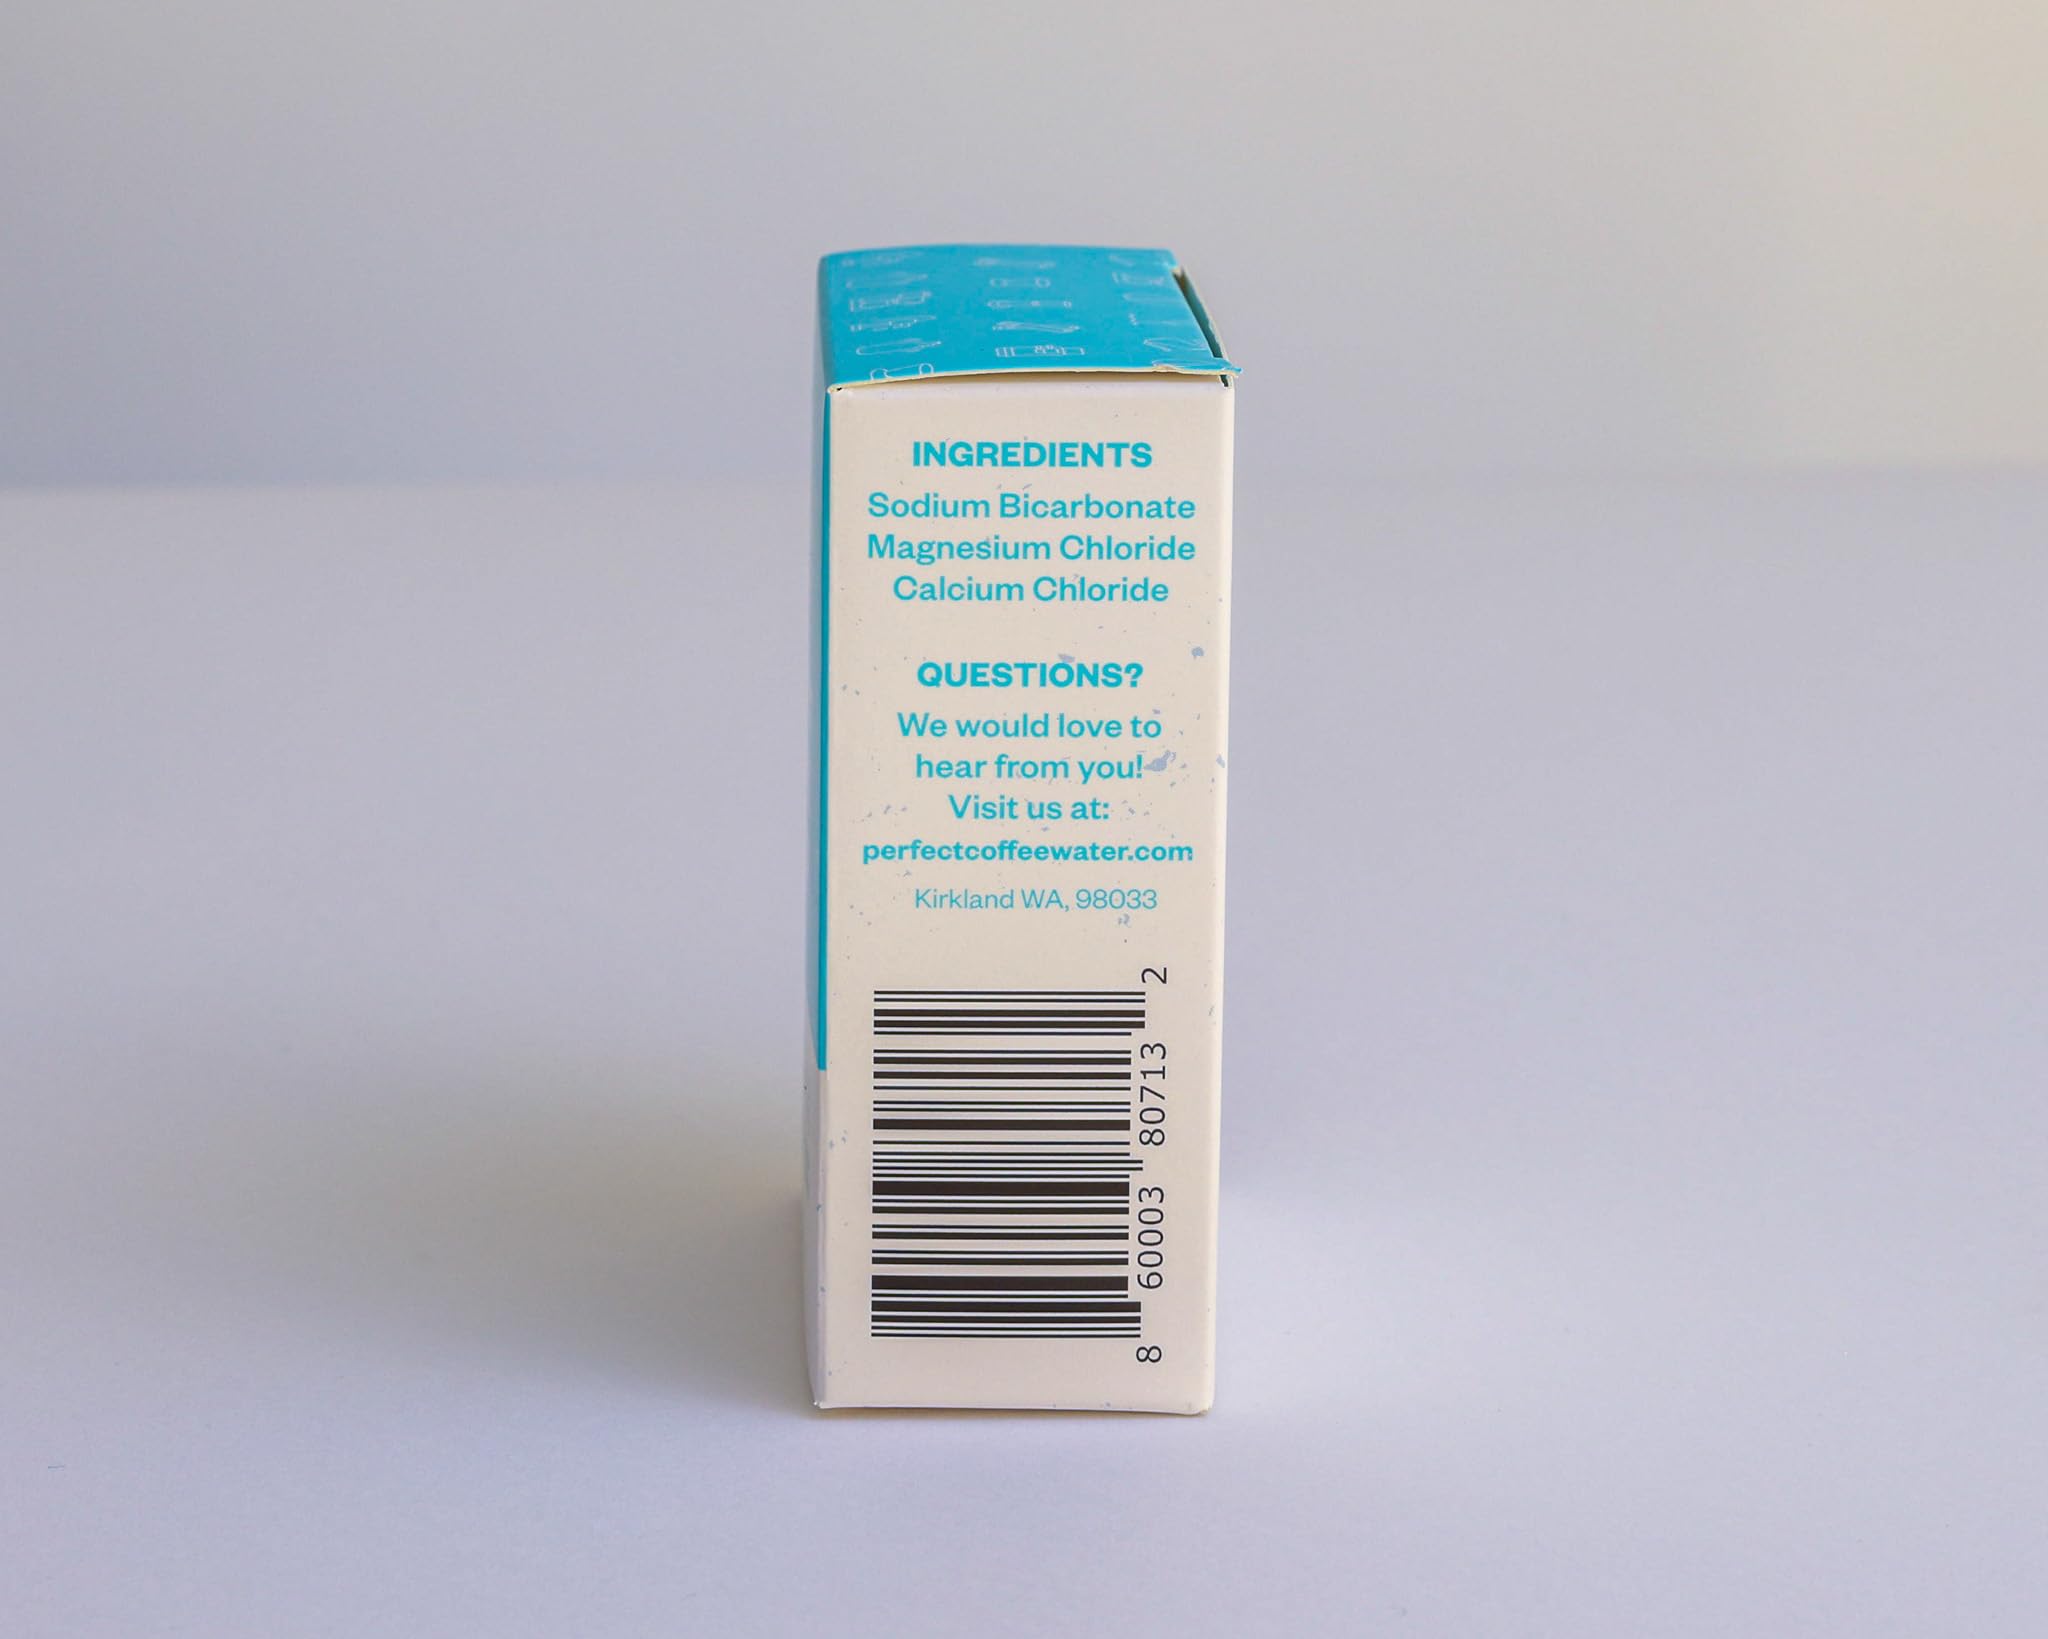 INGREDIENTS
Sodium Bicarbonate
Magnesium Chloride
Calcium Chloride
QUESTIONS?
We would love to
hear from you!
Visit us at:
perfectcoffeewater.com
Kirkland WA, 98033
8 60003 80713 2